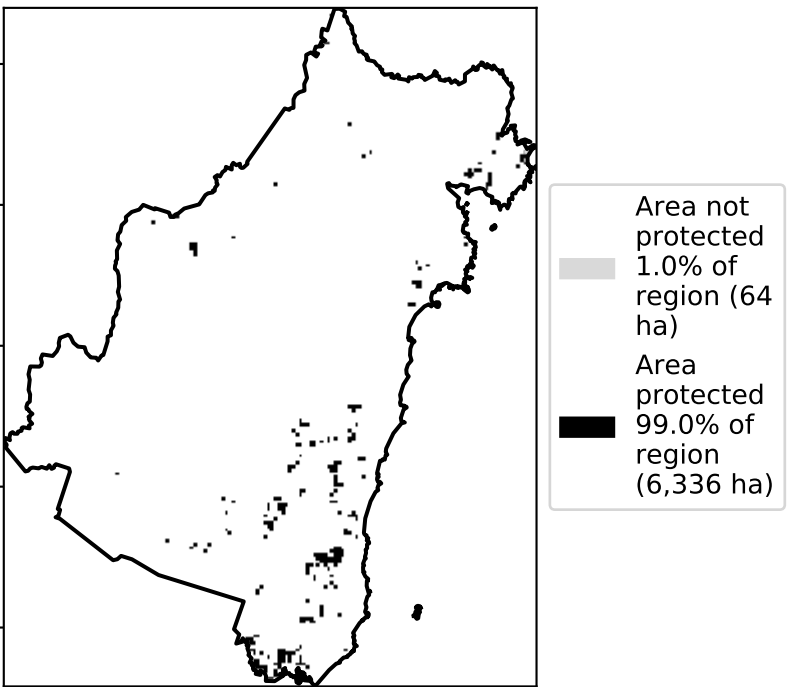 Area not
protected
1.0% of
region (64
ha)
Area
protected
99.0% of
region
(6,336 ha)